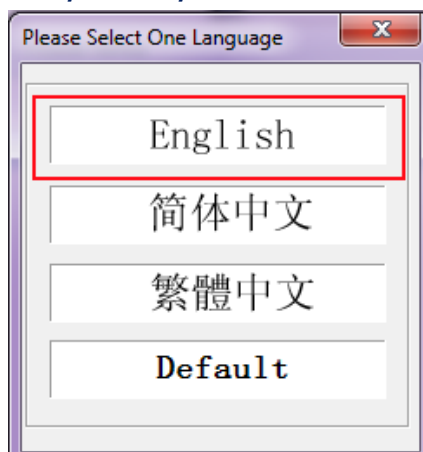 Please Select One Language
English
简体中文
繁體中文
Default